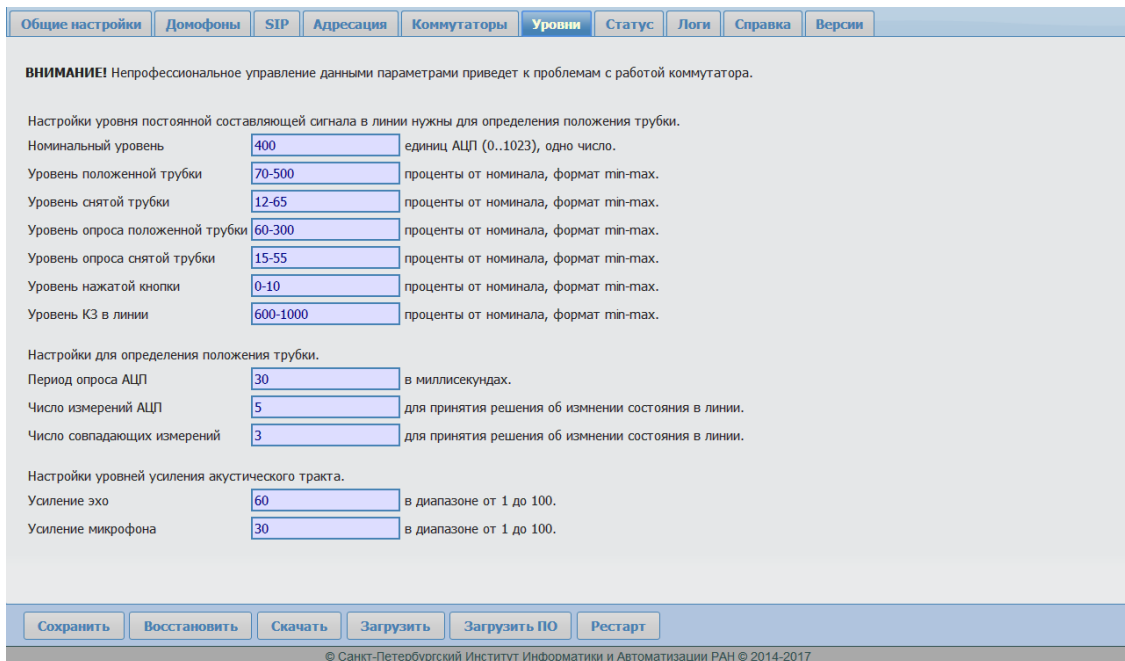 Общие настройки Домофоны SIP Адресация Коммутаторы Уровни Статус Логи Справка Версии
ВНИМАНИЕ! Непрофессиональное управление данными параметрами приведет к проблемам с работой коммутатора.
Настройки уровня постоянной составляющей сигнала в линии нужны для определения положения трубки.
Номинальный уровень 400 единиц АЦП (0..1023), одно число.
Уровень положенной трубки 70-500 проценты от номинала, формат min-max.
Уровень снятой трубки 12-65 проценты от номинала, формат min-max.
Уровень опроса положенной трубки 60-300 проценты от номинала, формат min-max.
Уровень опроса снятой трубки 15-55 проценты от номинала, формат min-max.
Уровень нажатой кнопки 0-10 проценты от номинала, формат min-max.
Уровень КЗ в линии 600-1000 проценты от номинала, формат min-max.
Настройки для определения положения трубки.
Период опроса АЦП 30 в миллисекундах.
Число измерений АЦП 5 для принятия решения об измнении состояния в линии.
Число совпадающих измерений 3 для принятия решения об измнении состояния в линии.
Настройки уровней усиления акустического тракта.
Усиление эхо 60 в диапазоне от 1 до 100.
Усиление микрофона 30 в диапазоне от 1 до 100.
Сохранить Восстановить Скачать Загрузить Загрузить ПО Рестарт
© Санкт-Петербургский Институт Информатики и Автоматизации РАН © 2014-2017